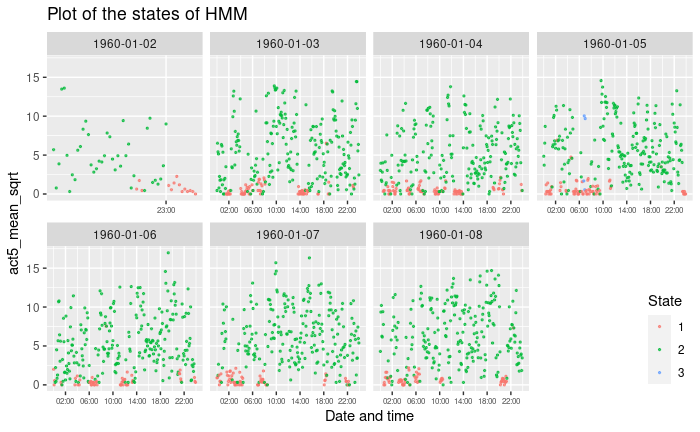 Plot of the states of HMM
1960-01-02 1960-01-03 1960-01-04 1960-01-05
15
10
5
0
act5_mean_sqrt
23:00 02:00 06:00 10:00 14:00 18:00 22:00 02:00 06:00 10:00 14:00 18:00 22:00 02:00 06:00 10:00 14:00 18:00 22:00
1960-01-06 1960-01-07 1960-01-08
15
10
5
0
02:00 06:00 10:00 14:00 18:00 22:00 02:00 06:00 10:00 14:00 18:00 22:00 02:00 06:00 10:00 14:00 18:00 22:00
Date and time
State
1
2
3